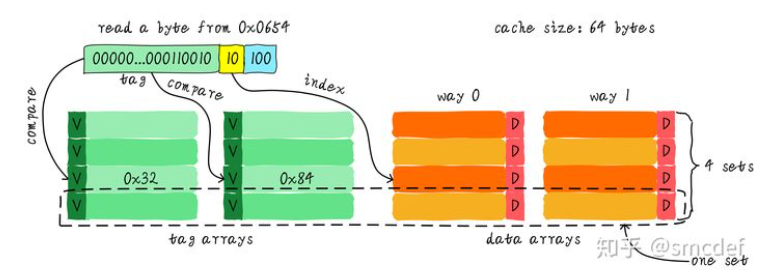 read a byte from 0x0654
cache size: 64 bytes
00000...000110010 10 100
tag
compare
compare
index
way 0
way 1
V V D D
V V D D
V 0x32 V 0x84 D D
V V D D
4 sets
tag arrays
data arrays
one set
知乎 @smcdef